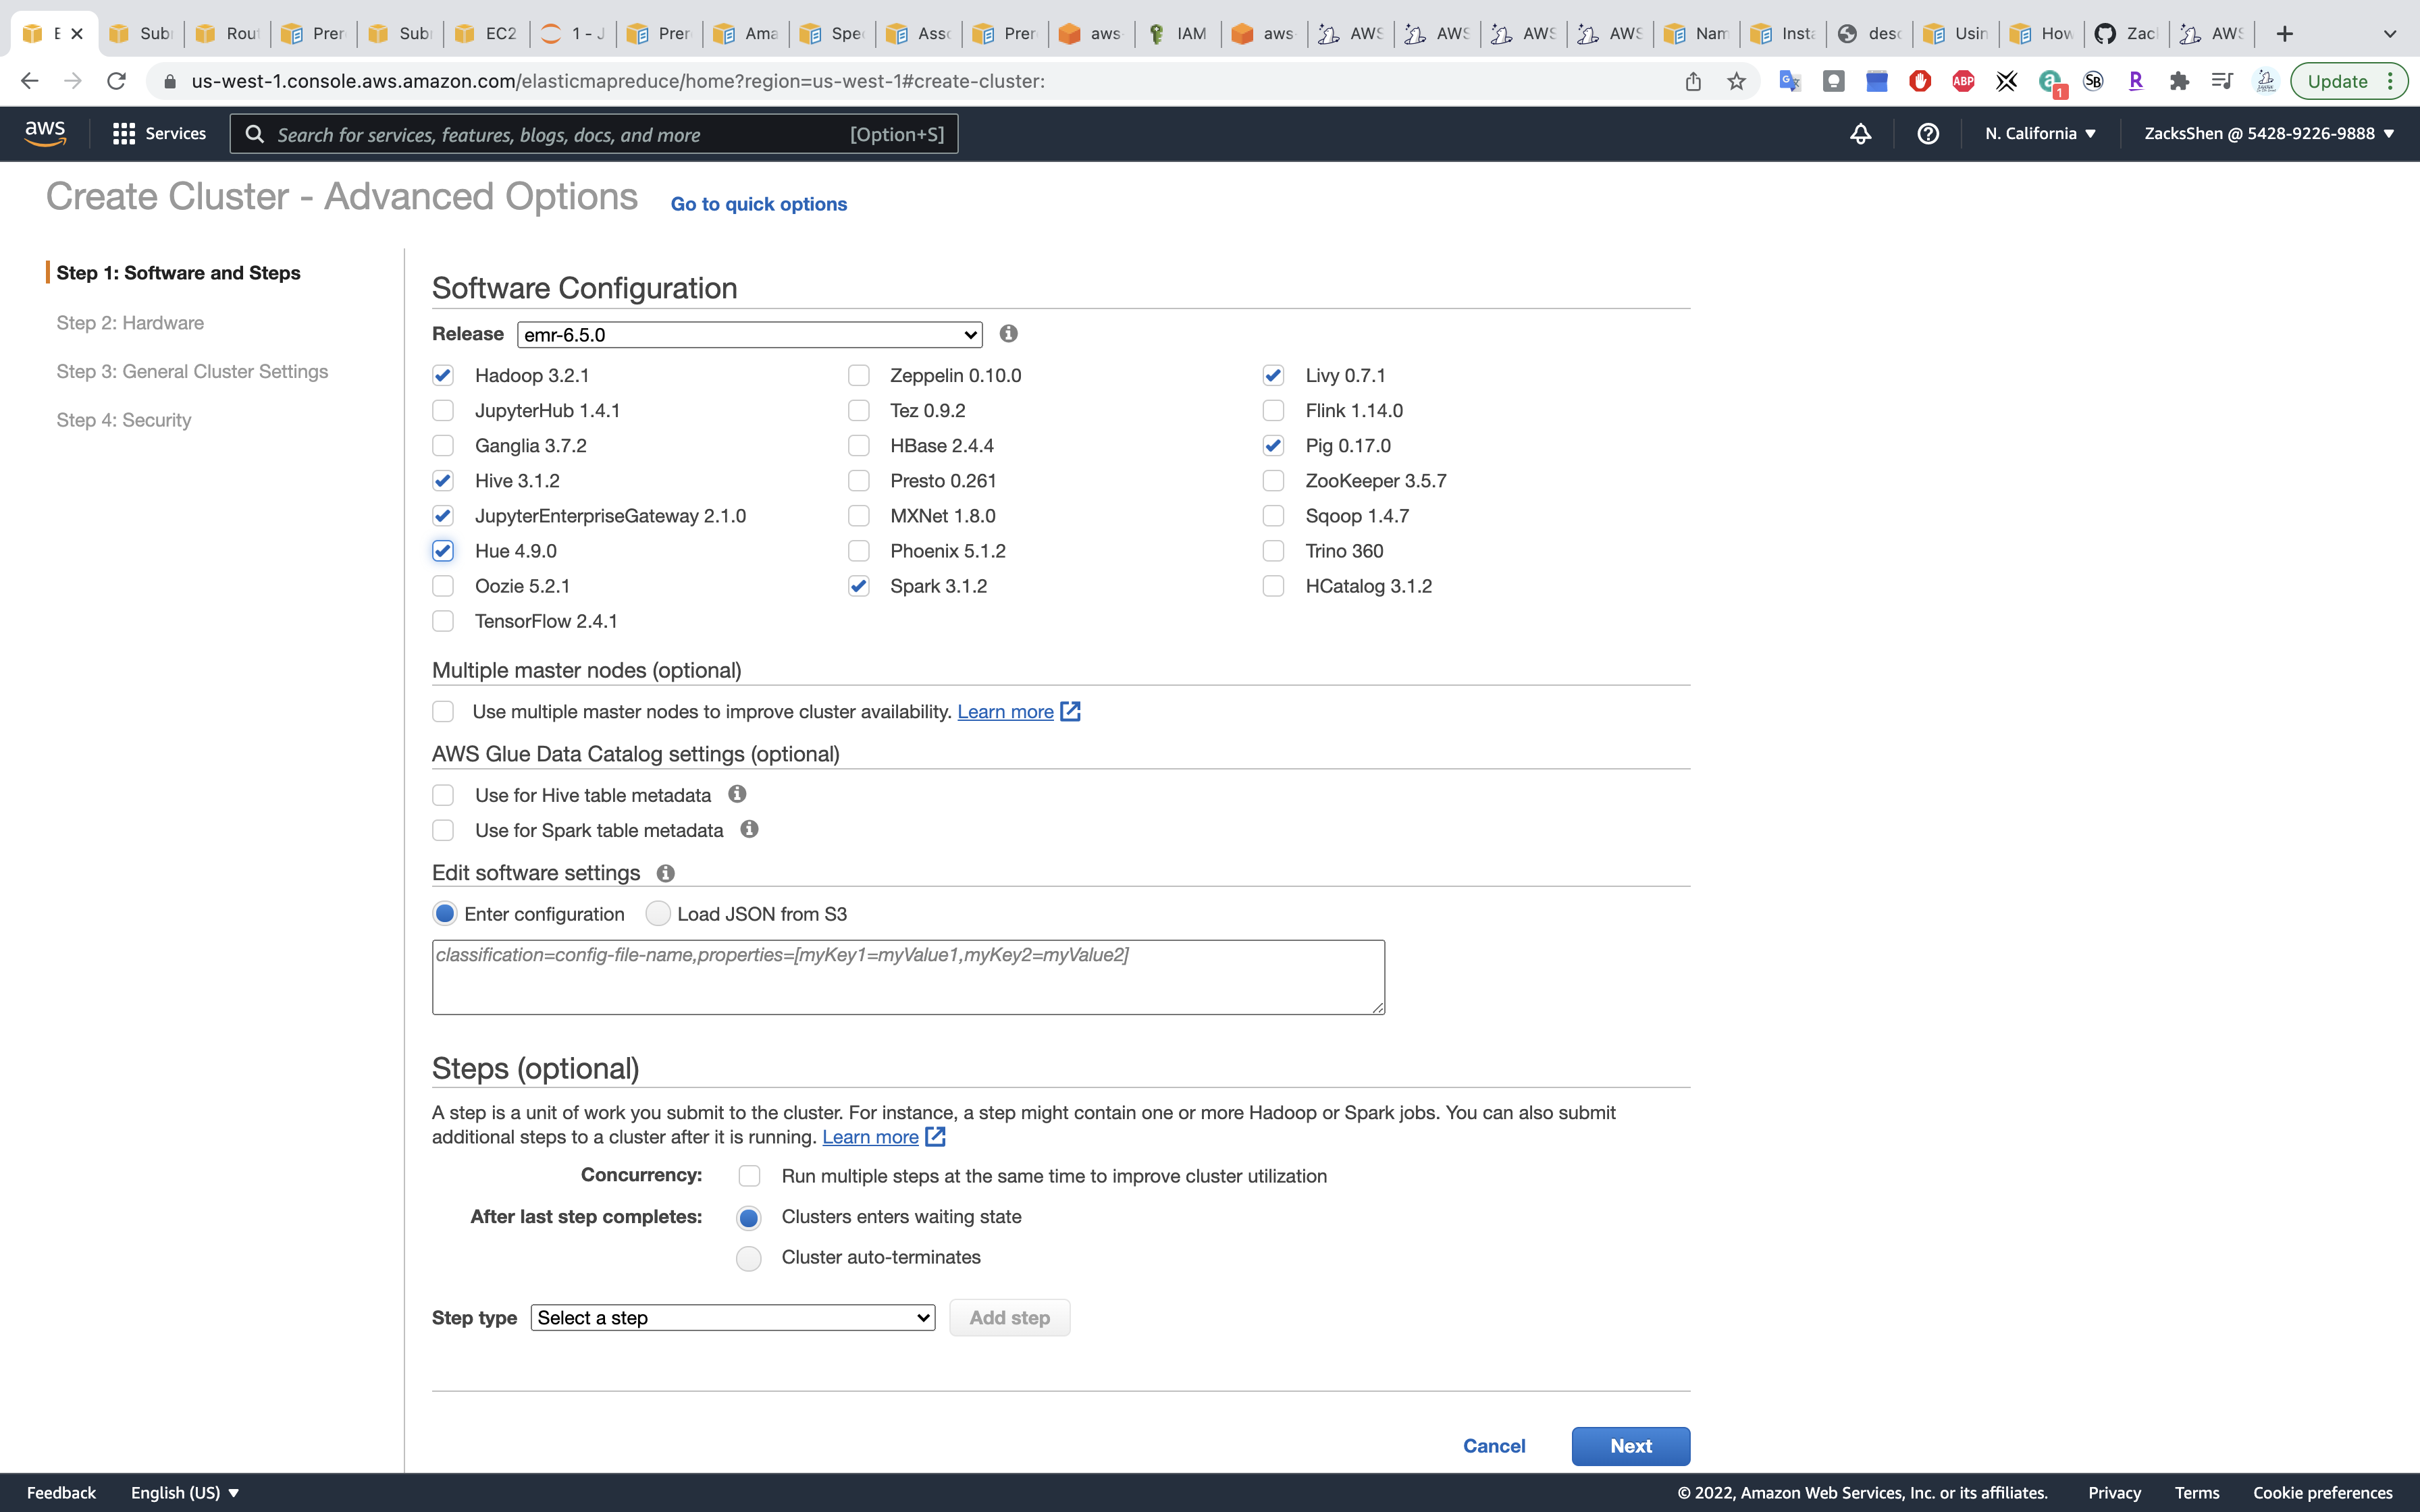 E Sub Rout Prer Sub EC2 1 - J Prer Ama Spe Asso Prer aws- IAM aws- AWS AWS AWS AWS Nam Insta desc Usin How Zac AWS
us-west-1.console.aws.amazon.com/elasticmapreduce/home?region=us-west-1#create-cluster: ABP 1 SB R Update
aws Services Search for services, features, blogs, docs, and more [Option+S] N. California ▼ ZacksShen @ 5428-9226-9888 ▼
Create Cluster - Advanced Options Go to quick options
Step 1: Software and Steps
Step 2: Hardware
Step 3: General Cluster Settings
Step 4: Security
Software Configuration
Release emr-6.5.0
Hadoop 3.2.1 Zeppelin 0.10.0 Livy 0.7.1
JupyterHub 1.4.1 Tez 0.9.2 Flink 1.14.0
Ganglia 3.7.2 HBase 2.4.4 Pig 0.17.0
Hive 3.1.2 Presto 0.261 ZooKeeper 3.5.7
JupyterEnterpriseGateway 2.1.0 MXNet 1.8.0 Sqoop 1.4.7
Hue 4.9.0 Phoenix 5.1.2 Trino 360
Oozie 5.2.1 Spark 3.1.2 HCatalog 3.1.2
TensorFlow 2.4.1
Multiple master nodes (optional)
Use multiple master nodes to improve cluster availability. Learn more
AWS Glue Data Catalog settings (optional)
Use for Hive table metadata
Use for Spark table metadata
Edit software settings
Enter configuration Load JSON from S3
classification=config-file-name,properties=[myKey1=myValue1,myKey2=myValue2]
Steps (optional)
A step is a unit of work you submit to the cluster. For instance, a step might contain one or more Hadoop or Spark jobs. You can also submit
additional steps to a cluster after it is running. Learn more
Concurrency: Run multiple steps at the same time to improve cluster utilization
After last step completes: Clusters enters waiting state
Cluster auto-terminates
Step type Select a step Add step
Cancel Next
Feedback English (US) ▼ © 2022, Amazon Web Services, Inc. or its affiliates. Privacy Terms Cookie preferences